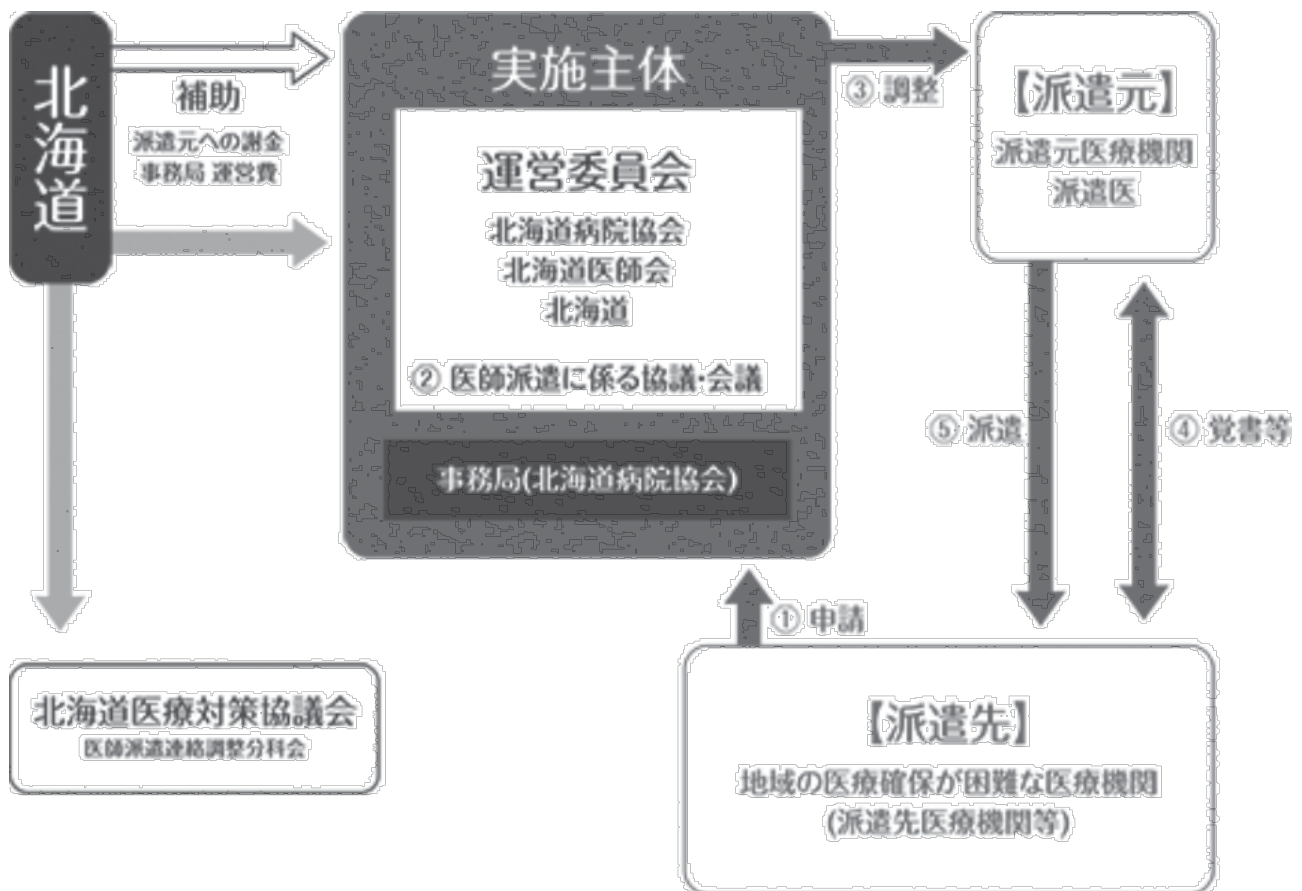 北海道
補助
派遣元への謝金
事務局 運営費
実施主体
運営委員会
北海道病院協会
北海道医師会
北海道
② 医師派遣に係る協議・会議
事務局(北海道病院協会)
③ 調整
【派遣元】
派遣元医療機関
派遣医
⑤ 派遣
④ 覚書等
① 申請
北海道医療対策協議会
医師派遣連絡調整分科会
【派遣先】
地域の医療確保が困難な医療機関
(派遣先医療機関等)